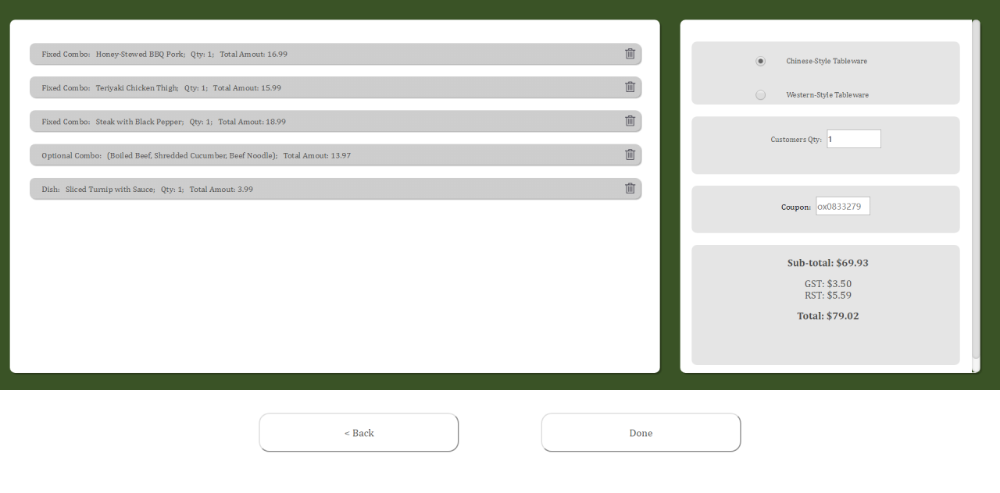 Fixed Combo: Honey-Stewed BBQ Pork; Qty: 1; Total Amout: 16.99
Fixed Combo: Teriyaki Chicken Thigh; Qty: 1; Total Amout: 15.99
Fixed Combo: Steak with Black Pepper; Qty: 1; Total Amout: 18.99
Optional Combo: (Boiled Beef, Shredded Cucumber, Beef Noodle); Total Amout: 13.97
Dish: Sliced Turnip with Sauce; Qty: 1; Total Amout: 3.99
Chinese-Style Tableware
Western-Style Tableware
Customers Qty: 1
Coupon: ox0833279
Sub-total: $69.93
GST: $3.50
RST: $5.59
Total: $79.02
< Back
Done